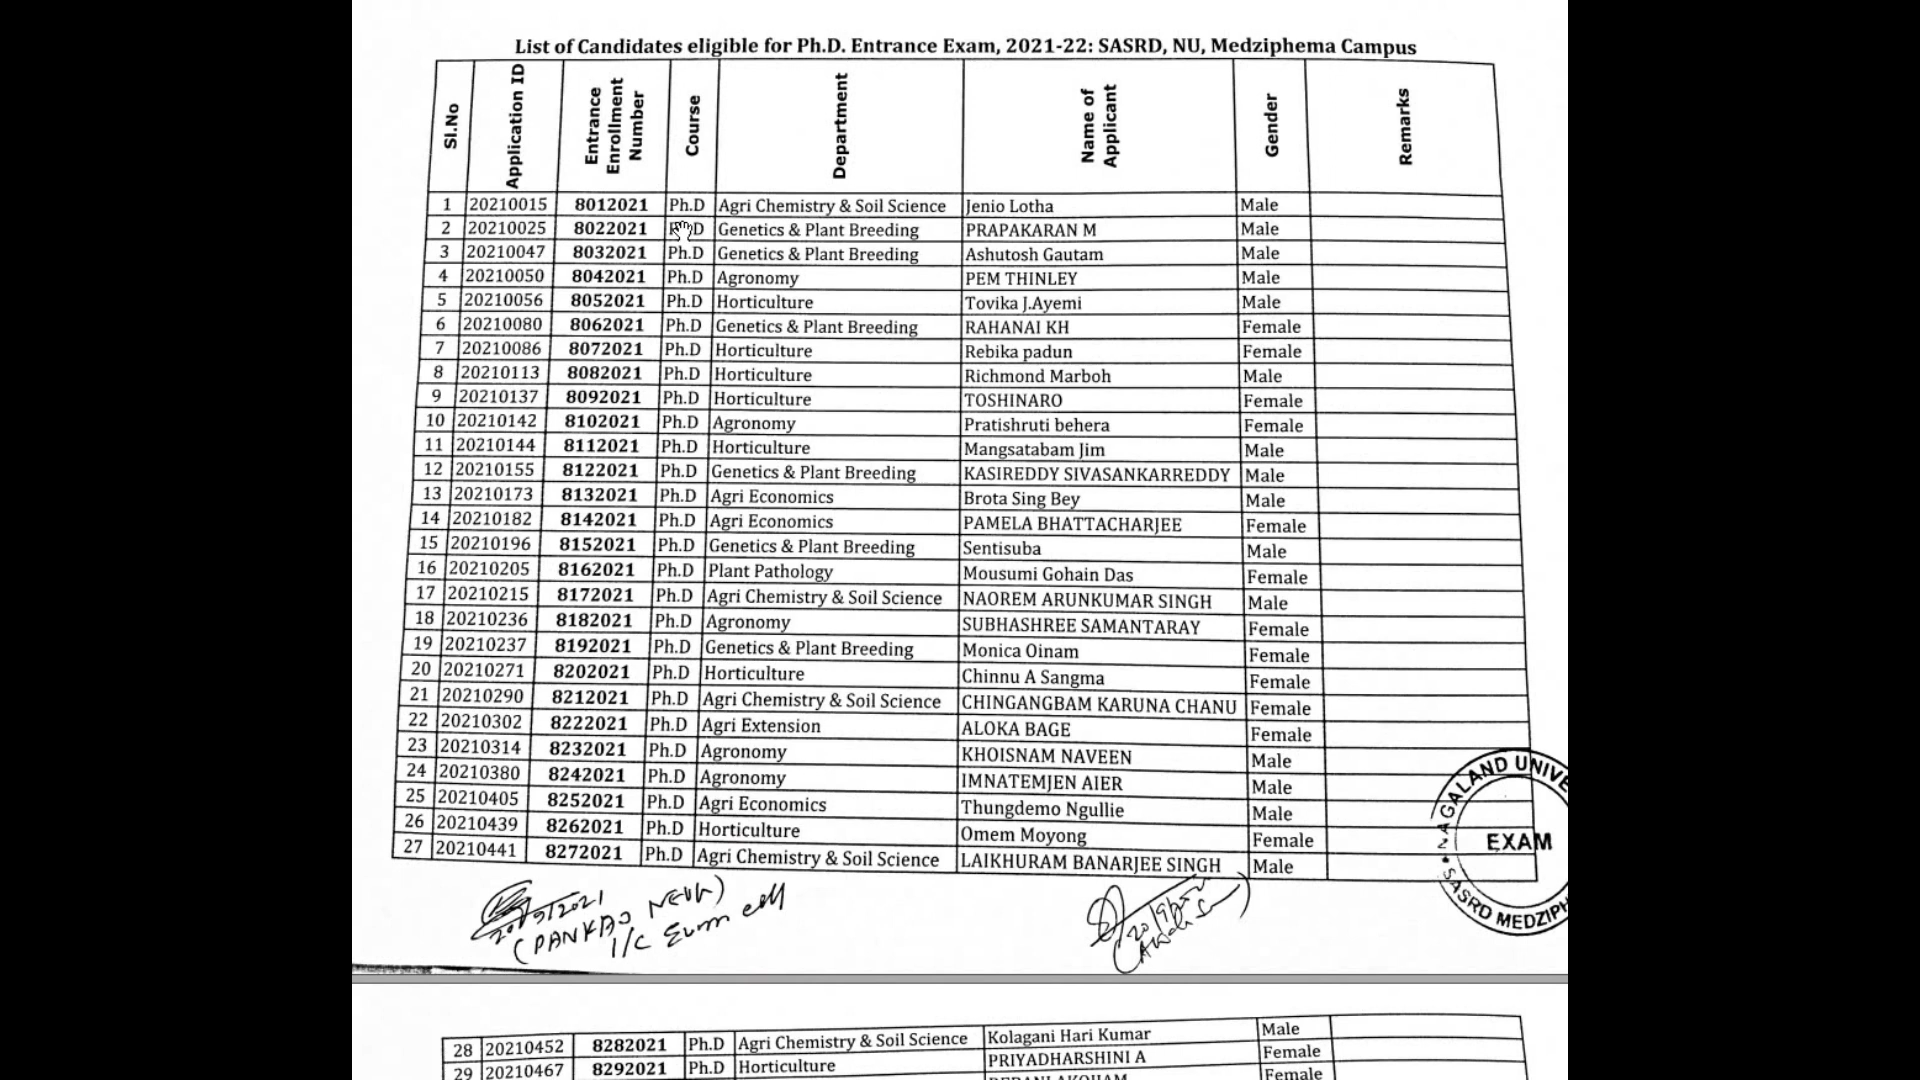 List of Candidates eligible for Ph.D. Entrance Exam, 2021-22: SASRD, NU, Medziphema Campus
Sl.No Application ID Entrance Enrollment Number Course Department Name of Applicant Gender Remarks
1 20210015 8012021 Ph.D Agri Chemistry & Soil Science Jenio Lotha Male
2 20210025 8022021 D Genetics & Plant Breeding PRAPAKARAN M Male
3 20210047 8032021 Ph.D Genetics & Plant Breeding Ashutosh Gautam Male
4 20210050 8042021 Ph.D Agronomy PEM THINLEY Male
5 20210056 8052021 Ph.D Horticulture Tovika J.Ayemi Male
6 20210080 8062021 Ph.D Genetics & Plant Breeding RAHANAI KH Female
7 20210086 8072021 Ph.D Horticulture Rebika padun Female
8 20210113 8082021 Ph.D Horticulture Richmond Marboh Male
9 20210137 8092021 Ph.D Horticulture TOSHINARO Female
10 20210142 8102021 Ph.D Agronomy Pratishruti behera Female
11 20210144 8112021 Ph.D Horticulture Mangsatabam Jim Male
12 20210155 8122021 Ph.D Genetics & Plant Breeding KASIREDDY SIVASANKARREDDY Male
13 20210173 8132021 Ph.D Agri Economics Brota Sing Bey Male
14 20210182 8142021 Ph.D Agri Economics PAMELA BHATTACHARJEE Female
15 20210196 8152021 Ph.D Genetics & Plant Breeding Sentisuba Male
16 20210205 8162021 Ph.D Plant Pathology Mousumi Gohain Das Female
17 20210215 8172021 Ph.D Agri Chemistry & Soil Science NAOREM ARUNKUMAR SINGH Male
18 20210236 8182021 Ph.D Agronomy SUBHASHREE SAMANTARAY Female
19 20210237 8192021 Ph.D Genetics & Plant Breeding Monica Oinam Female
20 20210271 8202021 Ph.D Horticulture Chinnu A Sangma Female
21 20210290 8212021 Ph.D Agri Chemistry & Soil Science CHINGANGBAM KARUNA CHANU Female
22 20210302 8222021 Ph.D Agri Extension ALOKA BAGE Female
23 20210314 8232021 Ph.D Agronomy KHOISNAM NAVEEN Male
24 20210380 8242021 Ph.D Agronomy IMNATEMJEN AIER Male
25 20210405 8252021 Ph.D Agri Economics Thungdemo Ngullie Male
26 20210439 8262021 Ph.D Horticulture Omem Moyong Female
27 20210441 8272021 Ph.D Agri Chemistry & Soil Science LAIKHURAM BANARJEE SINGH Male
NAGALAND UNIVE
EXAM
SASRD MEDZIPH
I/C
28 20210452 8282021 Ph.D Agri Chemistry & Soil Science Kolagani Hari Kumar Male
29 20210467 8292021 Ph.D Horticulture PRIYADHARSHINI A Female
Female